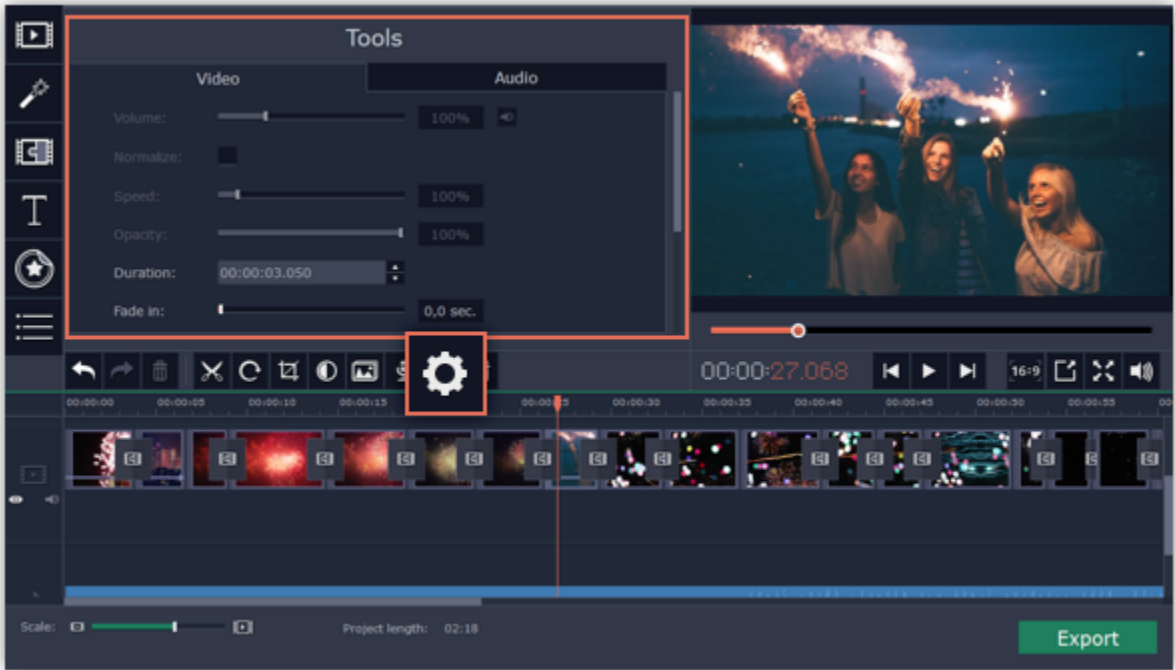 Tools
Video Audio
Volume: 100%
Normalize:
Speed: 100%
Opacity: 100%
Duration: 00:00:03.050
Fade in: 0,0 sec.
T
00:00:27.068 16:9
00:00:00 00:00:05 00:00:10 00:00:15 00:00:30 00:00:35 00:00:40 00:00:45 00:00:50 00:00:55
Scale: Project length: 02:18
Export